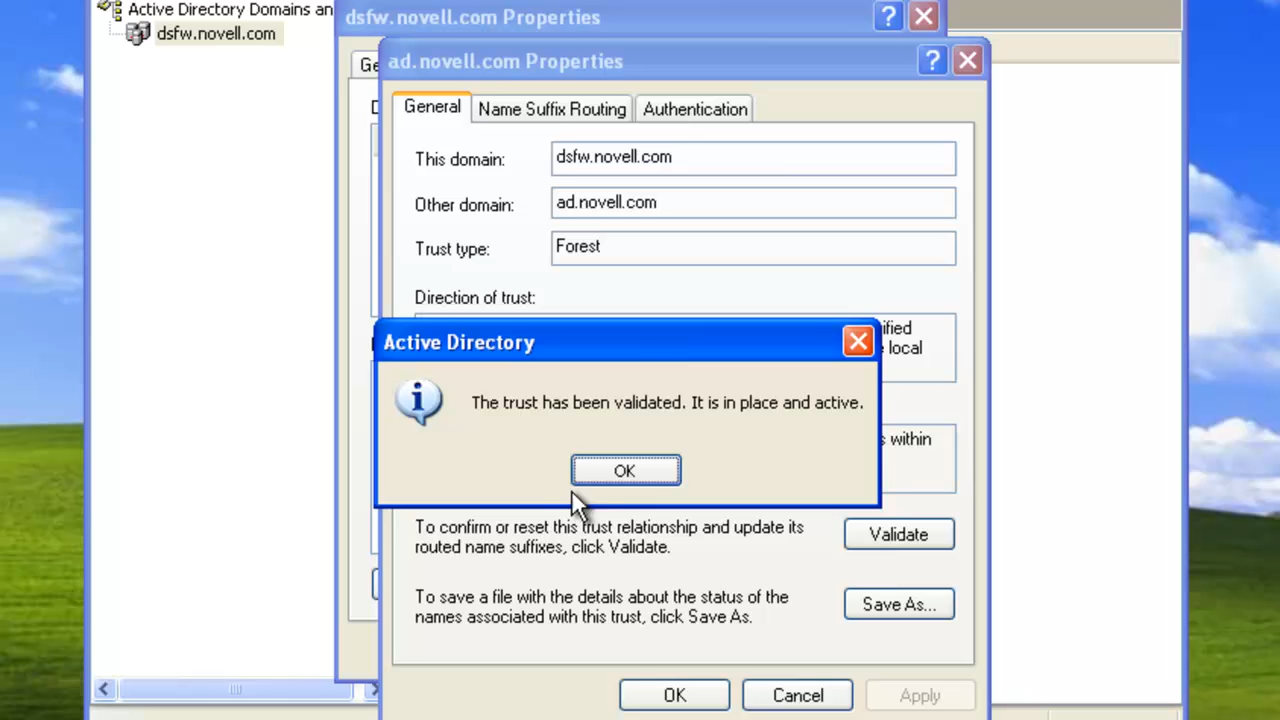 Active Directory Domains an
dsfw.novell.com
dsfw.novell.com Properties
Ge
ad.novell.com Properties
General
Name Suffix Routing
Authentication
This domain:
dsfw.novell.com
Other domain:
ad.novell.com
Trust type:
Forest
Direction of trust:
ified
local
Active Directory
The trust has been validated. It is in place and active.
OK
within
To confirm or reset this trust relationship and update its
routed name suffixes, click Validate.
Validate
To save a file with the details about the status of the
names associated with this trust, click Save As.
Save As...
OK
Cancel
Apply